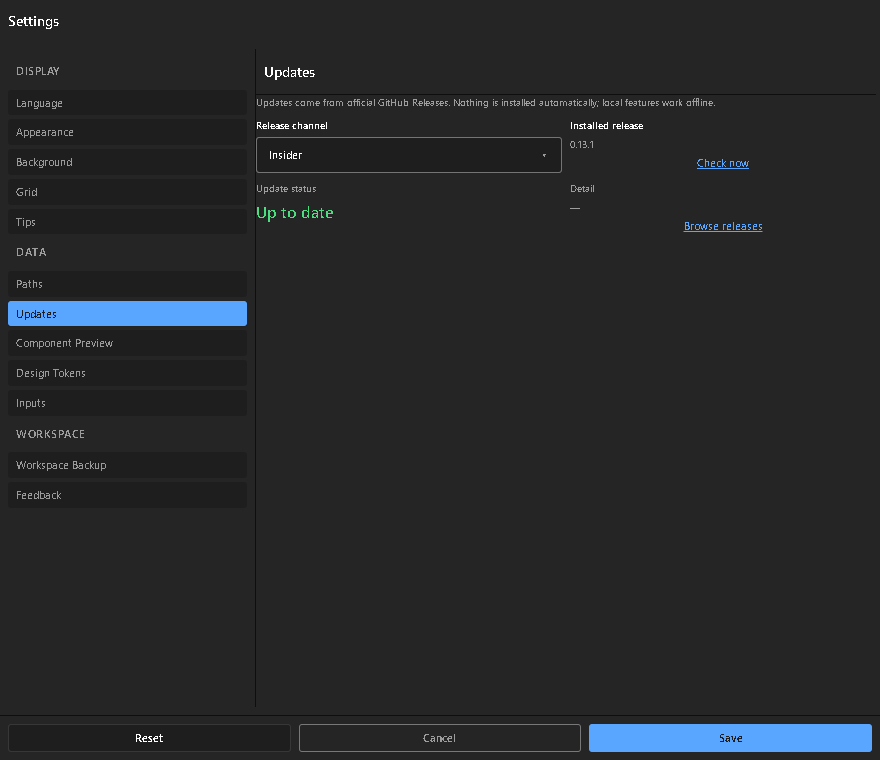 Settings
DISPLAY
Language
Appearance
Background
Grid
Tips
DATA
Paths
Updates
Component Preview
Design Tokens
Inputs
WORKSPACE
Workspace Backup
Feedback
Updates
Updates come from official GitHub Releases. Nothing is installed automatically; local features work offline.
Release channel
Insider
Installed release
0.13.1
Check now
Update status
Up to date
Detail
—
Browse releases
Reset
Cancel
Save